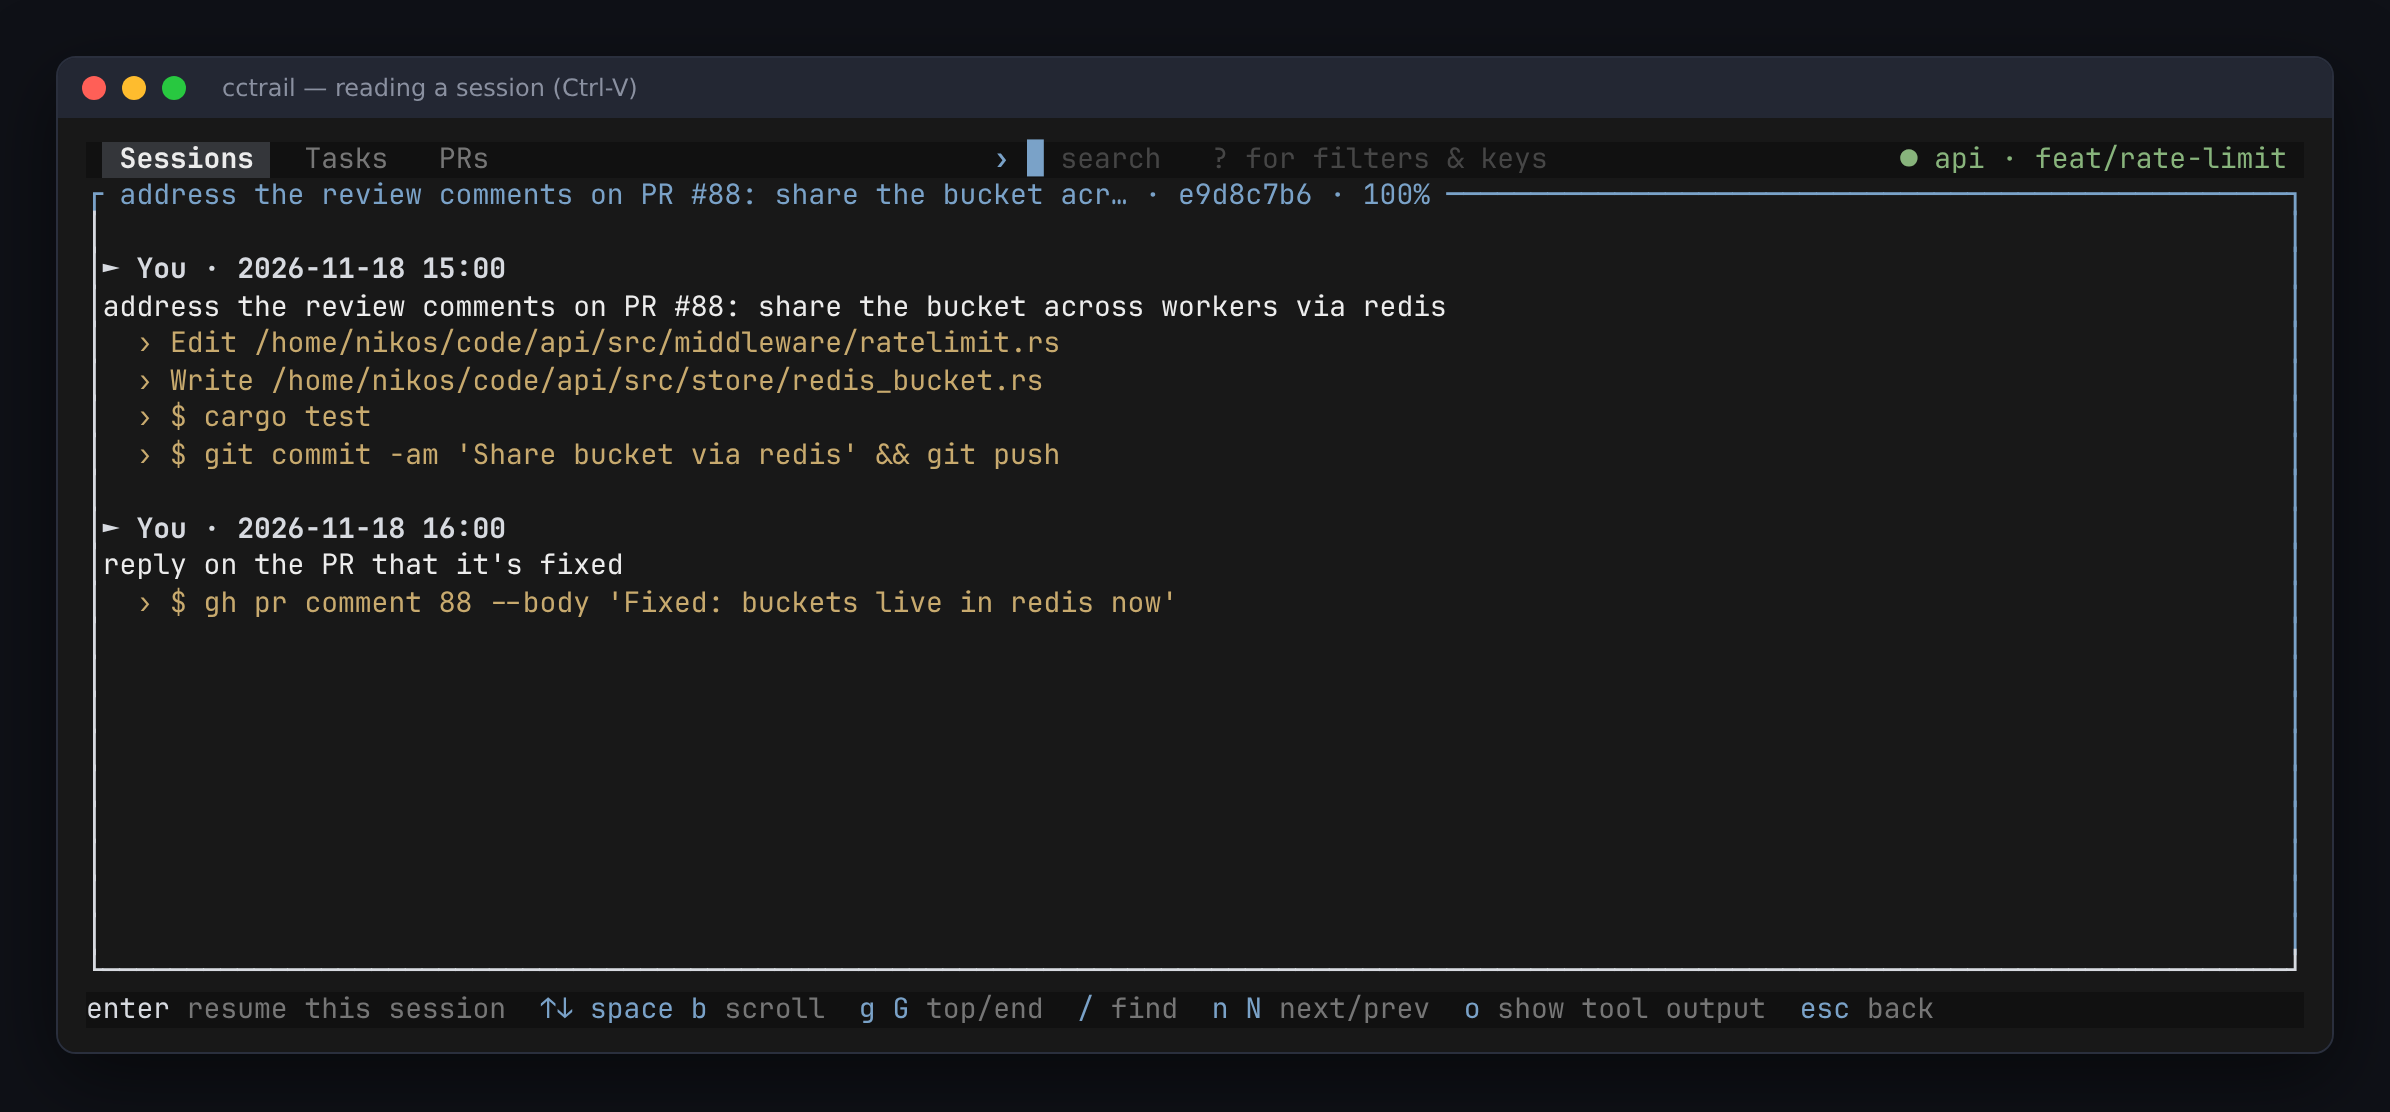 cctrail — reading a session (Ctrl-V)
Sessions Tasks PRs › search ? for filters & keys ● api · feat/rate-limit
address the review comments on PR #88: share the bucket acr… · e9d8c7b6 · 100%
► You · 2026-11-18 15:00
address the review comments on PR #88: share the bucket across workers via redis
› Edit /home/nikos/code/api/src/middleware/ratelimit.rs
› Write /home/nikos/code/api/src/store/redis_bucket.rs
› $ cargo test
› $ git commit -am 'Share bucket via redis' && git push
► You · 2026-11-18 16:00
reply on the PR that it's fixed
› $ gh pr comment 88 --body 'Fixed: buckets live in redis now'
enter resume this session ↑↓ space b scroll g G top/end / find n N next/prev o show tool output esc back